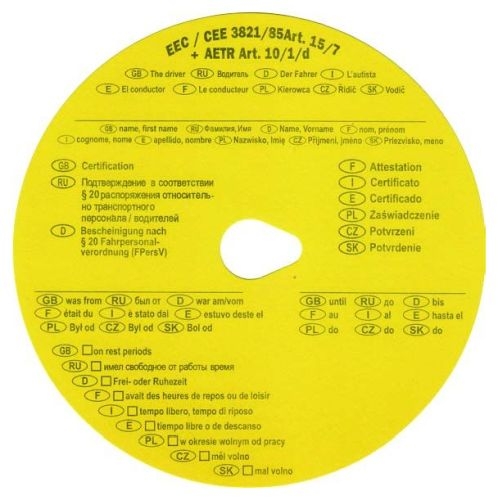 EEC / CEE 3821/85Art. 15/7
+ AETR Art. 10/1/d
GB The driver RU Водитель D Der Fahrer I L'autista
E El conductor F Le conducteur PL Kierowca CZ Řidič SK Vodič
GB name, first name RU Фамилия,Имя D Name, Vorname F nom, prénom
I cognome, nome E apellido, nombre PL Nazwisko, Imię CZ Přijmeni, jméno SK Priezvisko, meno
GB Certification
RU Подтверждение в соответствии
§ 20 распоряжения относитель-
но транспортного
персонала / водителей
D Bescheinigung nach
§ 20 Fahrpersonal-
verordnung (FPersV)
F Attestation
I Certificato
E Certificado
PL Zaświadczenie
CZ Potvrzeni
SK Potvrdenie
GB was from RU был от D war am/vom
F était du I è stato dal E estuvo deste el
PL Był od CZ Był od SK Bol od
GB until RU до D bis
F au I al E hasta el
PL do CZ do SK do
GB on rest periods
RU имел свободное от работы время
D Frei- oder Ruhezeit
F avait des heures de repos ou de loisir
I tempo libero, tempo di riposo
E tiempo libre o de descanso
PL w okresie wolnym od pracy
CZ měl volno
SK mal volno